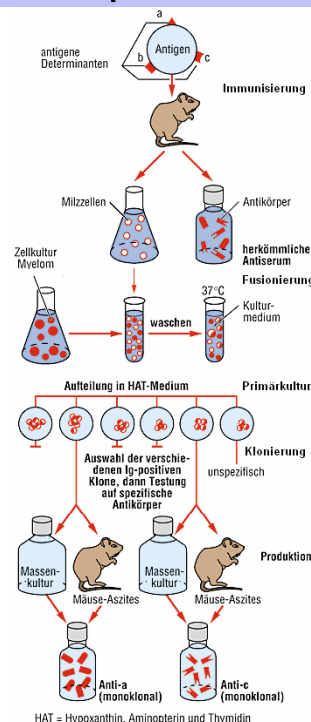 a
antigene
Determinanten
Antigen
b
c
Immunisierung
Milzzellen
Antikörper
herkömmliche
Antiserum
Zellkultur
Myelom
Fusionierung
37°C
waschen
Kultur-
medium
Aufteilung in HAT-Medium
Primärkultur
Klonierung
Auswahl der verschie-
denen Ig-positiven
Klone, dann Testung
auf spezifische
Antikörper
unspezifisch
Produktion
Massen-
kultur
Mäuse-Aszites
Massen-
kultur
Mäuse-Aszites
Anti-a
(monoklonal)
Anti-c
(monoklonal)
HAT = Hypoxanthin, Aminopterin und Thymidin